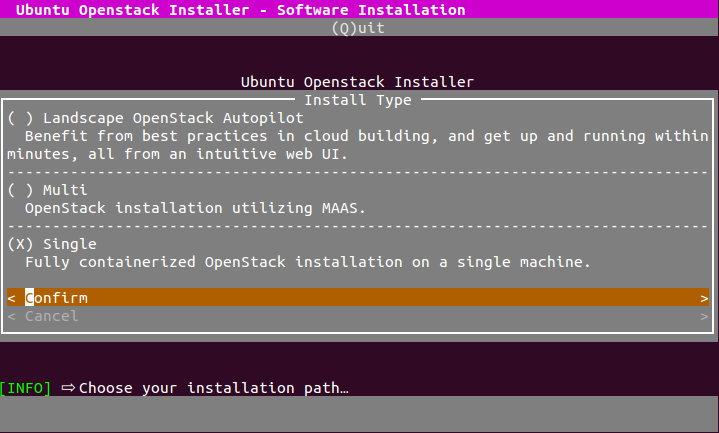 Ubuntu Openstack Installer - Software Installation
(Q)uit
Ubuntu Openstack Installer
Install Type
( ) Landscape OpenStack Autopilot
Benefit from best practices in cloud building, and get up and running within
minutes, all from an intuitive web UI.
----------------------------------------------------------------------------
( ) Multi
OpenStack installation utilizing MAAS.
----------------------------------------------------------------------------
(X) Single
Fully containerized OpenStack installation on a single machine.
< Confirm >
< Cancel >
[INFO] ⇨ Choose your installation path…